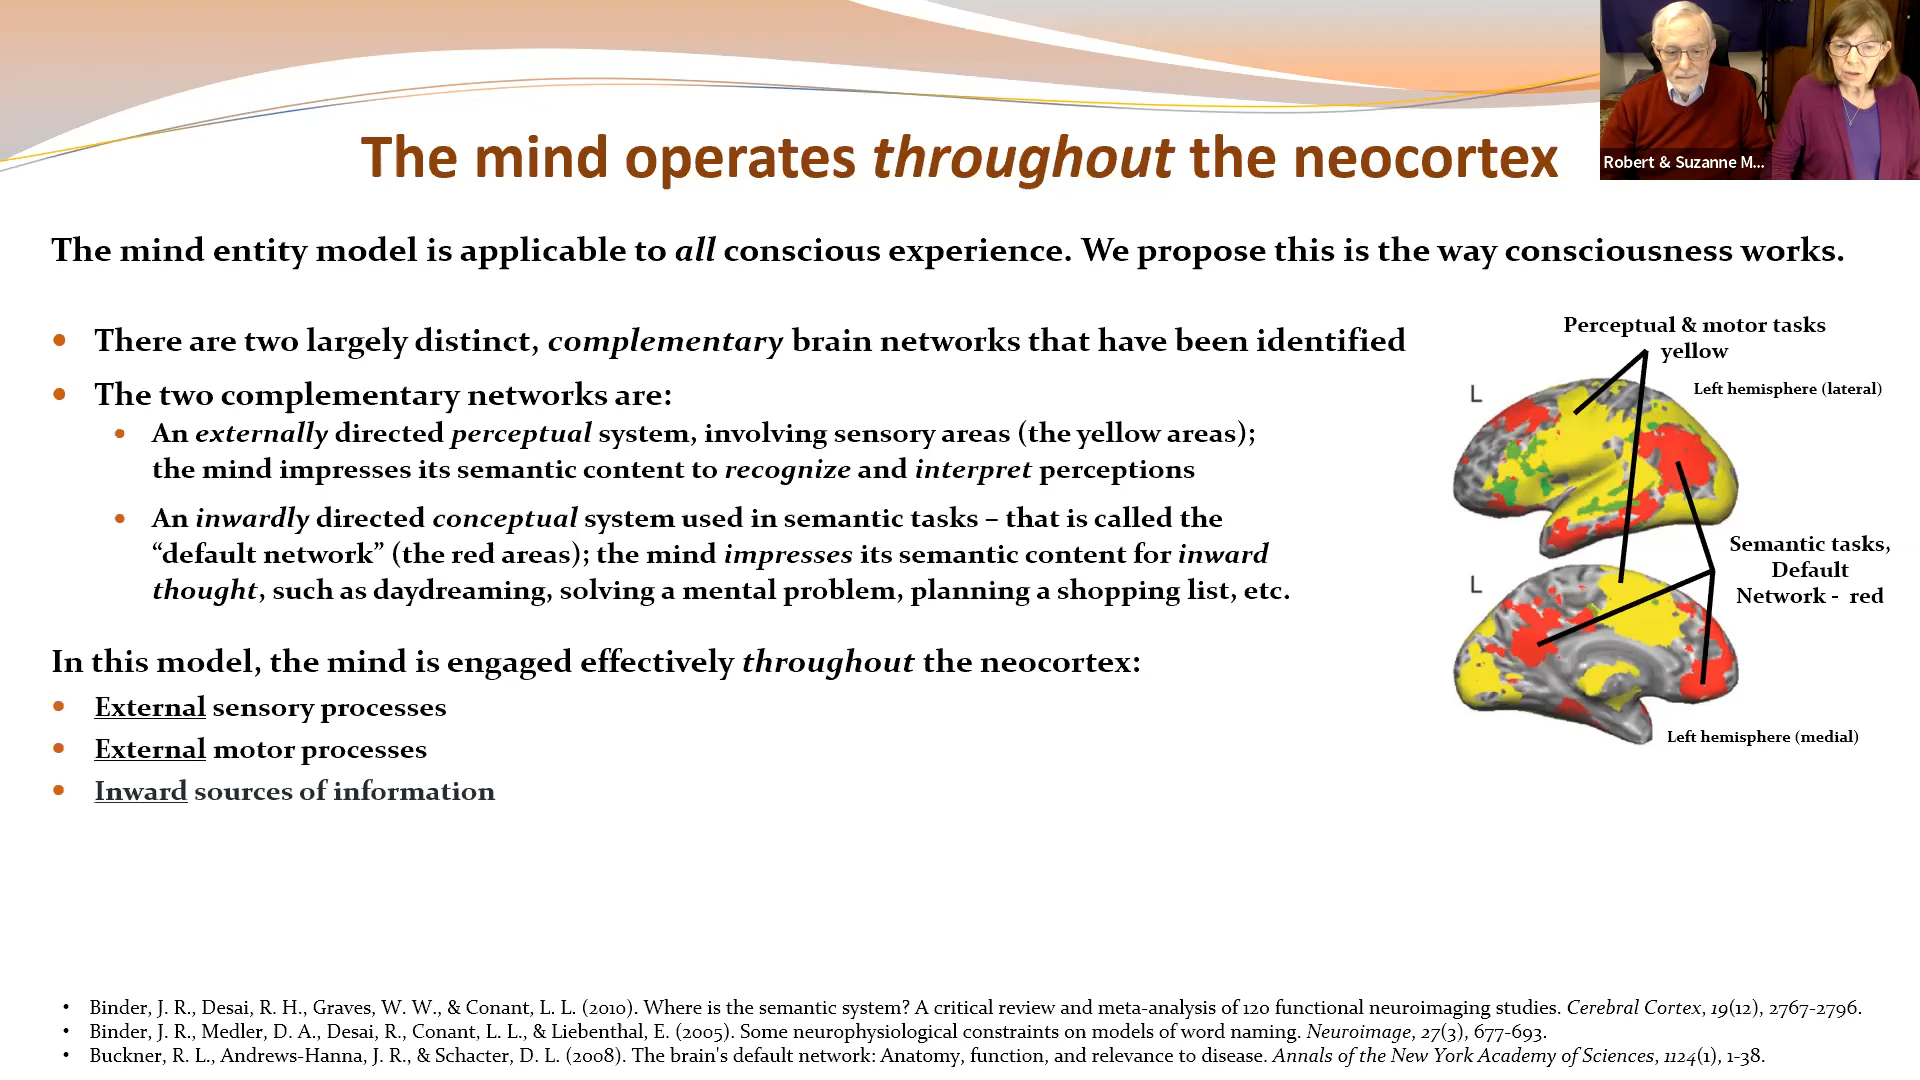 Robert & Suzanne M...
The mind operates throughout the neocortex
The mind entity model is applicable to all conscious experience. We propose this is the way consciousness works.
• There are two largely distinct, complementary brain networks that have been identified
• The two complementary networks are:
• An externally directed perceptual system, involving sensory areas (the yellow areas);
the mind impresses its semantic content to recognize and interpret perceptions
• An inwardly directed conceptual system used in semantic tasks – that is called the
“default network” (the red areas); the mind impresses its semantic content for inward
thought, such as daydreaming, solving a mental problem, planning a shopping list, etc.
In this model, the mind is engaged effectively throughout the neocortex:
• External sensory processes
• External motor processes
• Inward sources of information
Perceptual & motor tasks
yellow
Left hemisphere (lateral)
L
Semantic tasks,
Default
Network - red
L
Left hemisphere (medial)
• Binder, J. R., Desai, R. H., Graves, W. W., & Conant, L. L. (2010). Where is the semantic system? A critical review and meta-analysis of 120 functional neuroimaging studies. Cerebral Cortex, 19(12), 2767-2796.
• Binder, J. R., Medler, D. A., Desai, R., Conant, L. L., & Liebenthal, E. (2005). Some neurophysiological constraints on models of word naming. Neuroimage, 27(3), 677-693.
• Buckner, R. L., Andrews-Hanna, J. R., & Schacter, D. L. (2008). The brain's default network: Anatomy, function, and relevance to disease. Annals of the New York Academy of Sciences, 1124(1), 1-38.